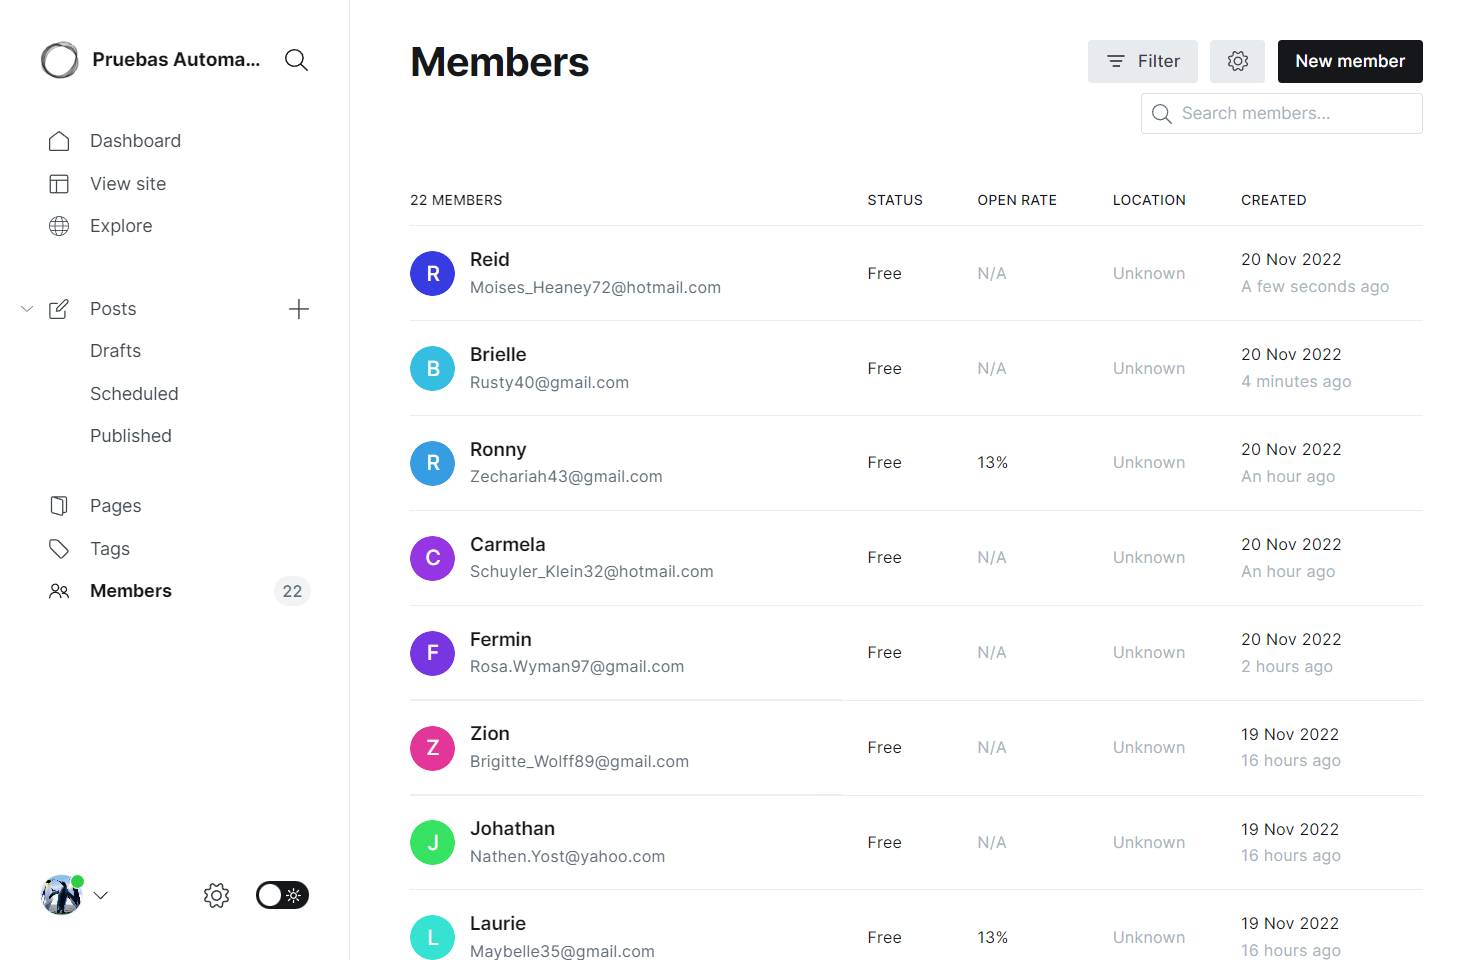 Pruebas Automa...
Dashboard
View site
Explore
Posts
Drafts
Scheduled
Published
Pages
Tags
Members 22
Members
Filter
New member
Search members...
22 MEMBERS STATUS OPEN RATE LOCATION CREATED
R Reid Moises_Heaney72@hotmail.com Free N/A Unknown 20 Nov 2022 A few seconds ago
B Brielle Rusty40@gmail.com Free N/A Unknown 20 Nov 2022 4 minutes ago
R Ronny Zechariah43@gmail.com Free 13% Unknown 20 Nov 2022 An hour ago
C Carmela Schuyler_Klein32@hotmail.com Free N/A Unknown 20 Nov 2022 An hour ago
F Fermin Rosa.Wyman97@gmail.com Free N/A Unknown 20 Nov 2022 2 hours ago
Z Zion Brigitte_Wolff89@gmail.com Free N/A Unknown 19 Nov 2022 16 hours ago
J Johathan Nathen.Yost@yahoo.com Free N/A Unknown 19 Nov 2022 16 hours ago
L Laurie Maybelle35@gmail.com Free 13% Unknown 19 Nov 2022 16 hours ago